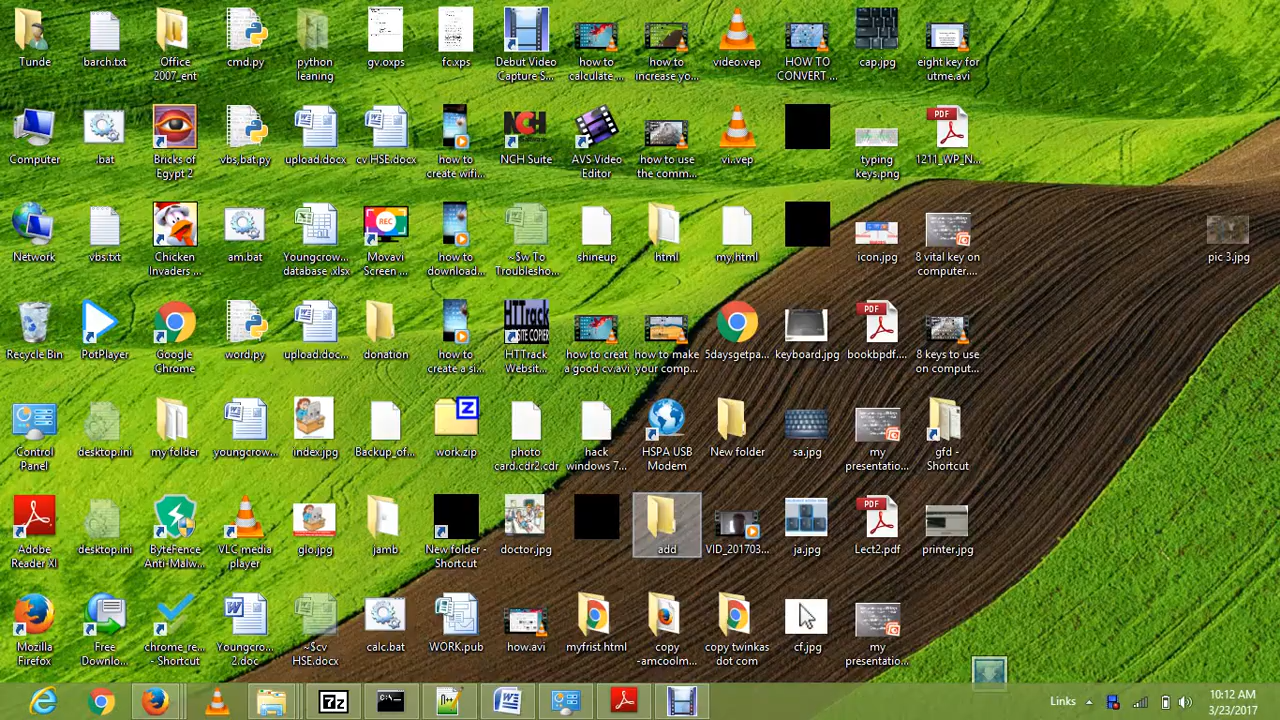 Tunde
barch.txt
Office
2007_ent
cmd.py
python
leaning
gv.oxps
fc.xps
Debut Video
Capture S...
how to
calculate ...
how to
increase yo...
video.vep
HOW TO
CONVERT ...
cap.jpg
eight key for
utme.avi
Computer
.bat
Bricks of
Egypt 2
vbs,bat.py
upload.docx
cv HSE.docx
how to
create wifi...
NCH
NCH Suite
AVS Video
Editor
how to use
the comm...
vi..vep
typing
keys.png
PDF
1211_WP_N...
Network
vbs.txt
Chicken
Invaders ...
am.bat
Youngcrow...
database .xlsx
REC
Movavi
Screen ...
how to
download...
~$w To
Troublesho...
shineup
html
my,html
icon.jpg
8 vital key on
computer....
pic 3.jpg
Recycle Bin
PotPlayer
Google
Chrome
word.py
upload.doc...
donation
how to
create a si...
HTTrack
WEBSITE COPIER
HTTrack
Websit...
how to creat
a good cv.avi
how to make
your comp...
5daysgetpa...
keyboard.jpg
PDF
bookbpdf....
8 keys to use
on comput...
Control
Panel
desktop.ini
my folder
youngcrow...
index.jpg
Backup_of...
Z
work.zip
photo
card.cdr2.cdr
hack
windows 7...
HSPA USB
Modem
New folder
sa.jpg
my
presentatio...
gfd -
Shortcut
Adobe
Reader XI
desktop.ini
ByteFence
Anti-Malw...
VLC media
player
glo.jpg
jamb
New folder -
Shortcut
doctor.jpg
add
VID_201703...
ja.jpg
PDF
Lect2.pdf
printer.jpg
Mozilla
Firefox
Free
Downlo...
chrome_re...
- Shortcut
Youngcrow...
2.doc
~$cv
HSE.docx
calc.bat
WORK.pub
how.avi
myfrist html
copy
-amcoolm...
copy twinkas
dot com
cf.jpg
my
presentatio...
7z
Links
10:12 AM
3/23/2017